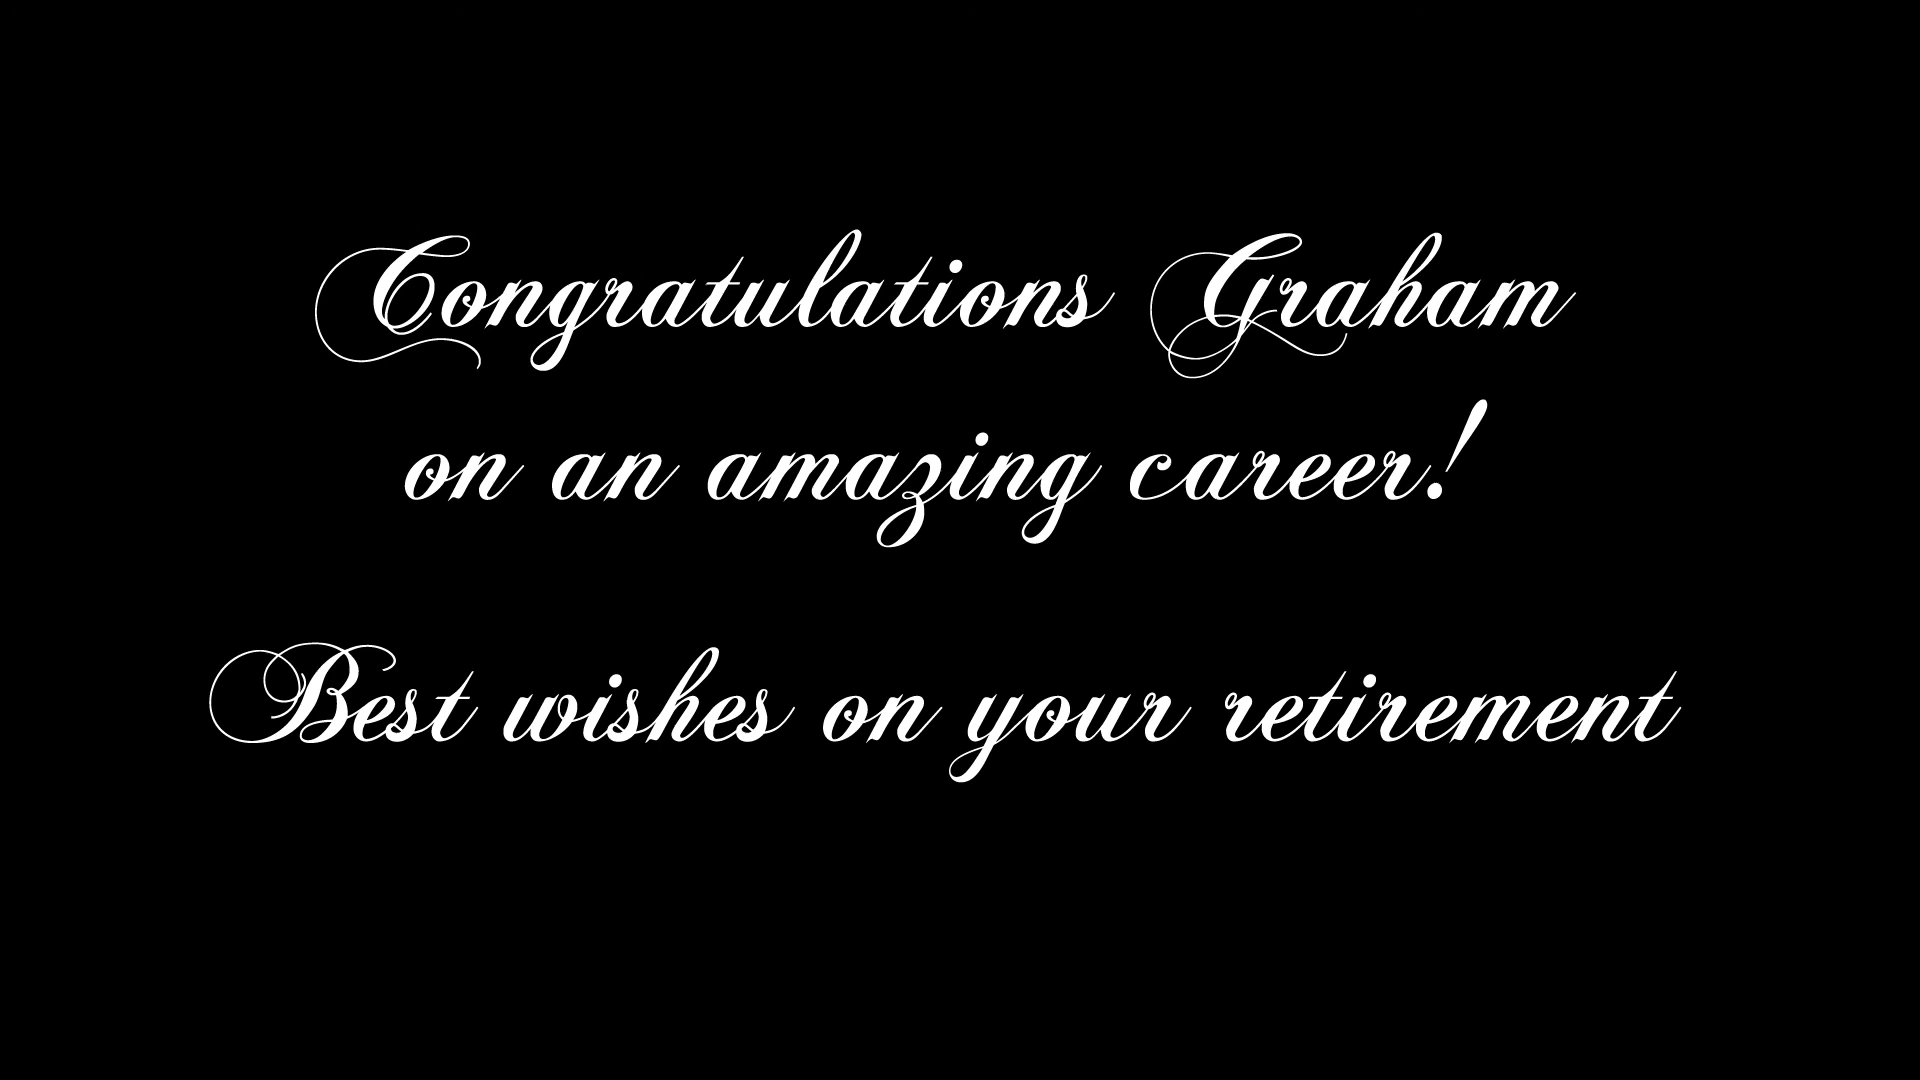 Congratulations Graham
on an amazing career!
Best wishes on your retirement